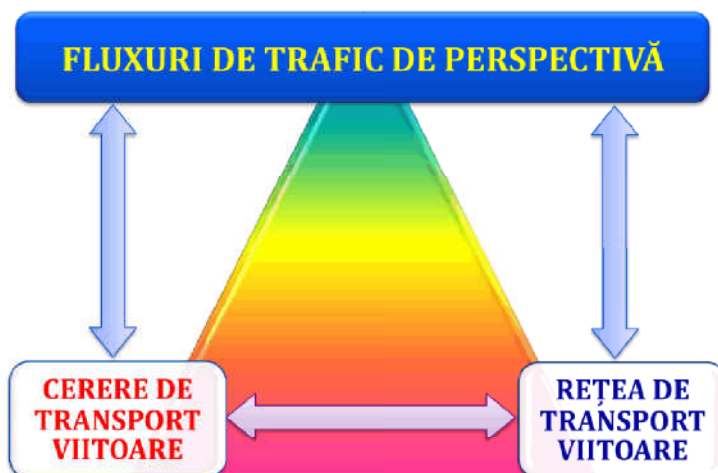 FLUXURI DE TRAFIC DE PERSPECTIVĂ
CERERE DE
TRANSPORT
VIITOARE
REȚEA DE
TRANSPORT
VIITOARE